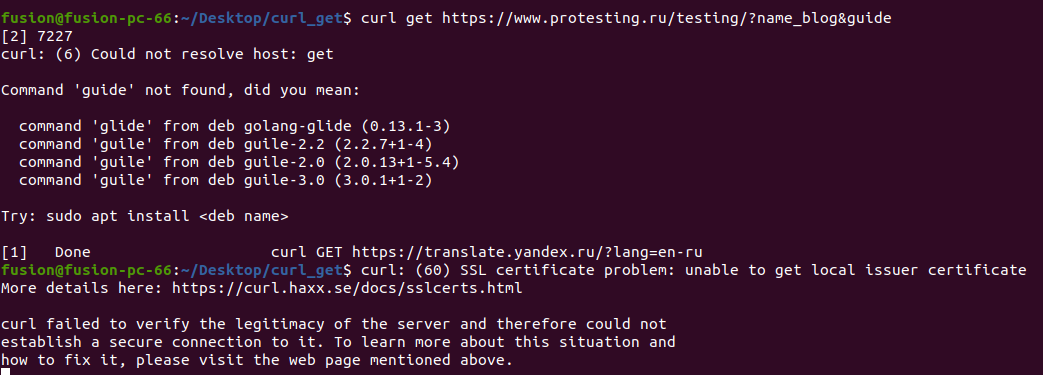 fusion@fusion-pc-66:~/Desktop/curl_get$ curl get https://www.protesting.ru/testing/?name_blog&guide
[2] 7227
curl: (6) Could not resolve host: get
Command 'guide' not found, did you mean:
command 'glide' from deb golang-glide (0.13.1-3)
command 'guile' from deb guile-2.2 (2.2.7+1-4)
command 'guile' from deb guile-2.0 (2.0.13+1-5.4)
command 'guile' from deb guile-3.0 (3.0.1+1-2)
Try: sudo apt install <deb name>
[1]   Done                    curl GET https://translate.yandex.ru/?lang=en-ru
fusion@fusion-pc-66:~/Desktop/curl_get$ curl: (60) SSL certificate problem: unable to get local issuer certificate
More details here: https://curl.haxx.se/docs/sslcerts.html
curl failed to verify the legitimacy of the server and therefore could not
establish a secure connection to it. To learn more about this situation and
how to fix it, please visit the web page mentioned above.